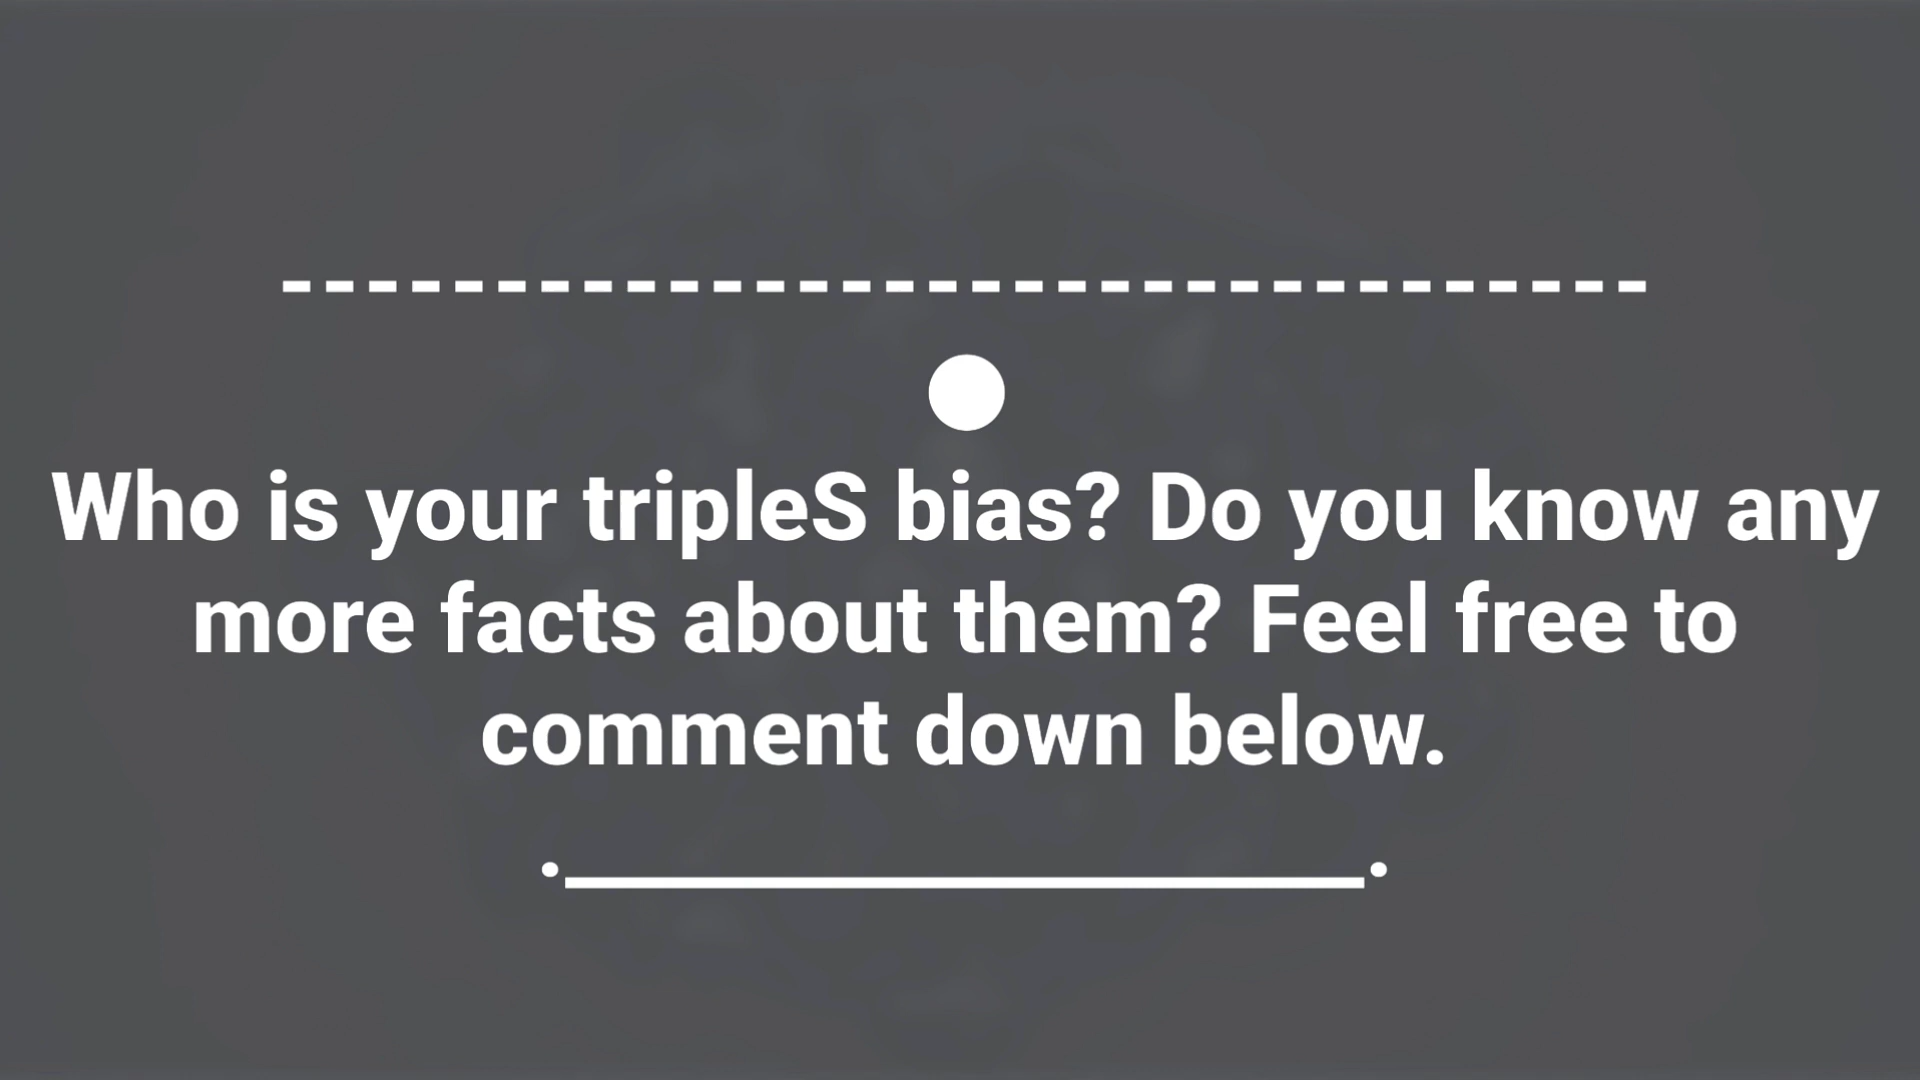 Who is your tripleS bias? Do you know any
more facts about them? Feel free to
comment down below.